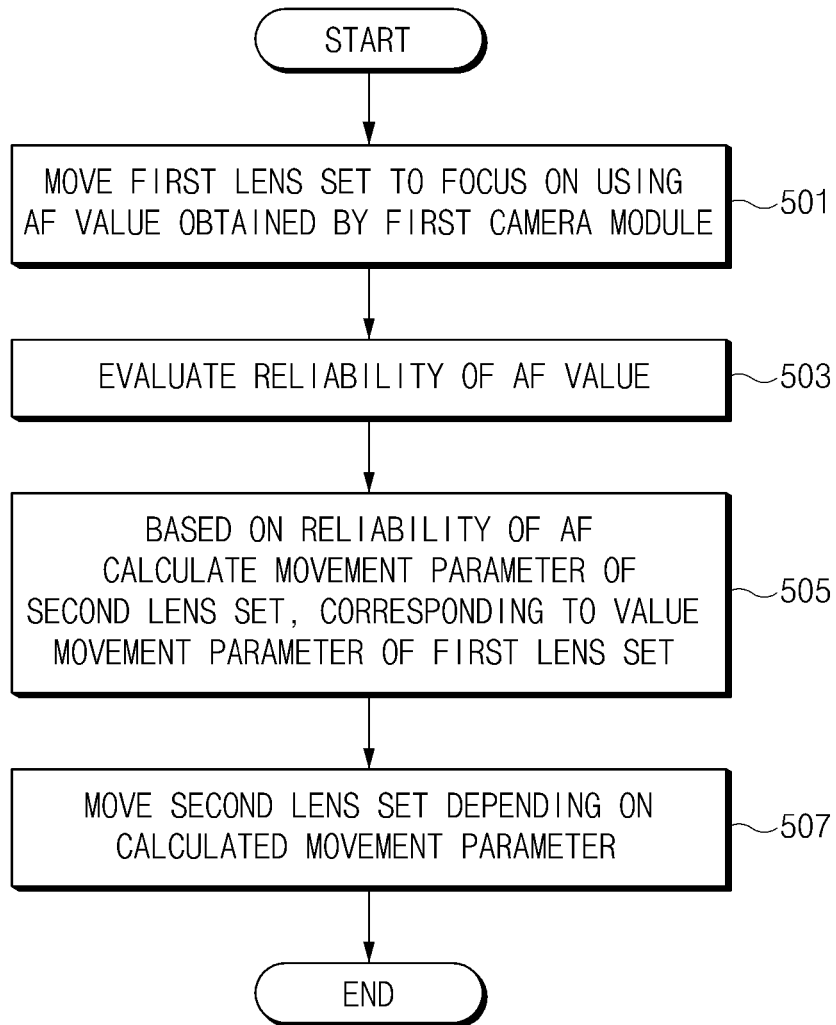 START
MOVE FIRST LENS SET TO FOCUS ON USING
AF VALUE OBTAINED BY FIRST CAMERA MODULE
501
EVALUATE RELIABILITY OF AF VALUE
503
BASED ON RELIABILITY OF AF
CALCULATE MOVEMENT PARAMETER OF
SECOND LENS SET, CORRESPONDING TO VALUE
MOVEMENT PARAMETER OF FIRST LENS SET
505
MOVE SECOND LENS SET DEPENDING ON
CALCULATED MOVEMENT PARAMETER
507
END